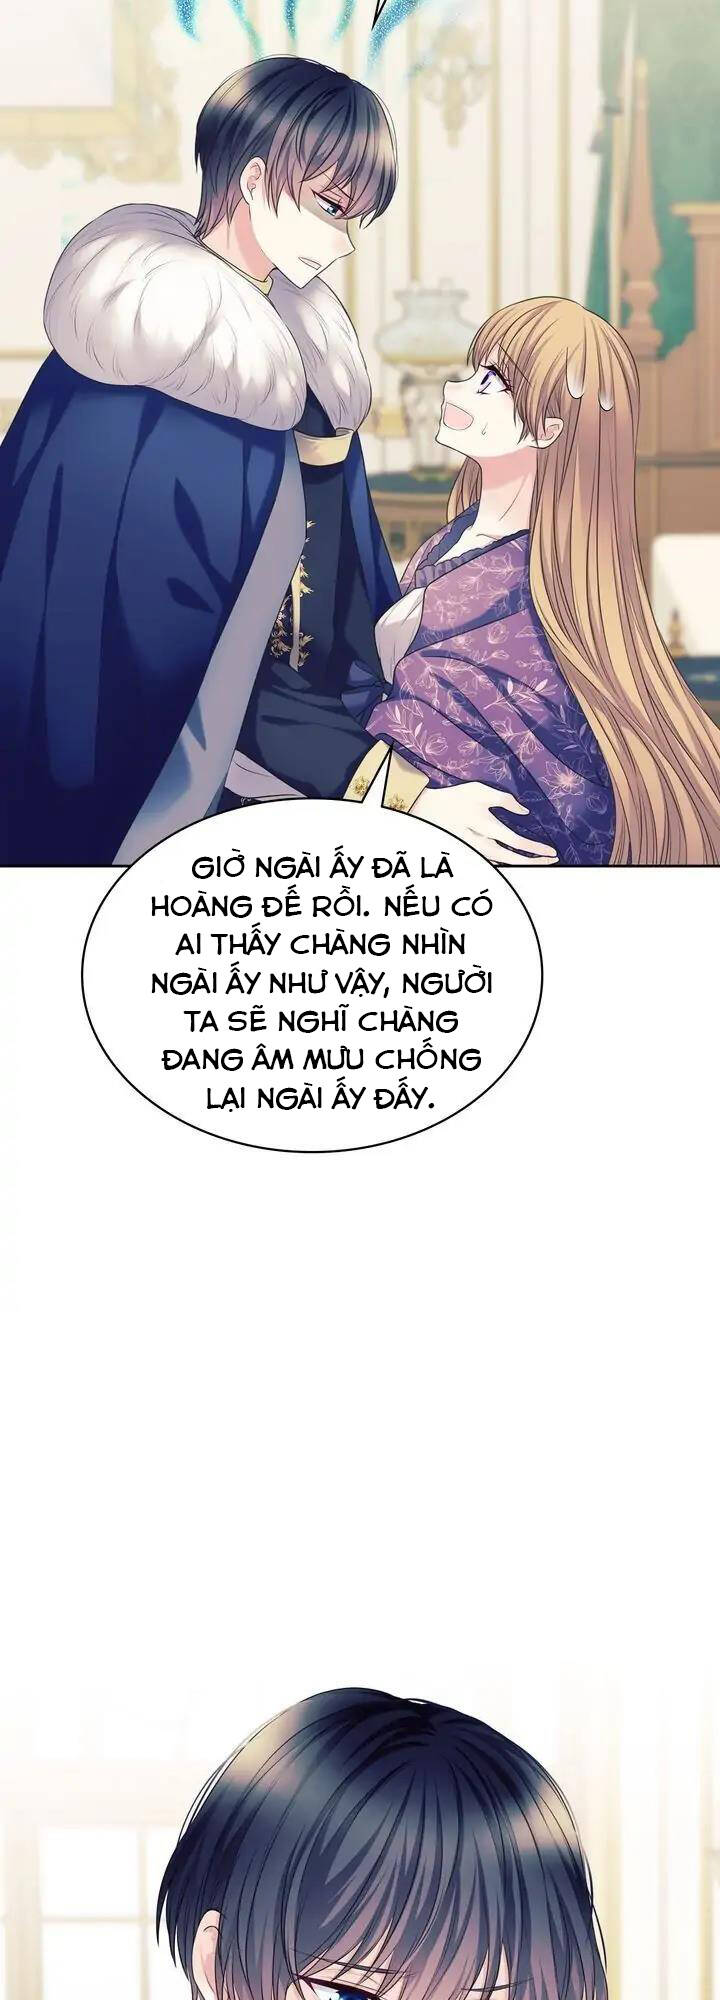 GIỜ NGÀI ẤY ĐÃ LÀ
HOÀNG ĐẾ RỒI. NẾU CÓ
AI THẤY CHÀNG NHÌN
NGÀI ẤY NHƯ VẬY, NGƯỜI
TA SẼ NGHĨ CHÀNG
ĐANG ÂM MƯU CHỐNG
LẠI NGÀI ẤY ĐẤY.